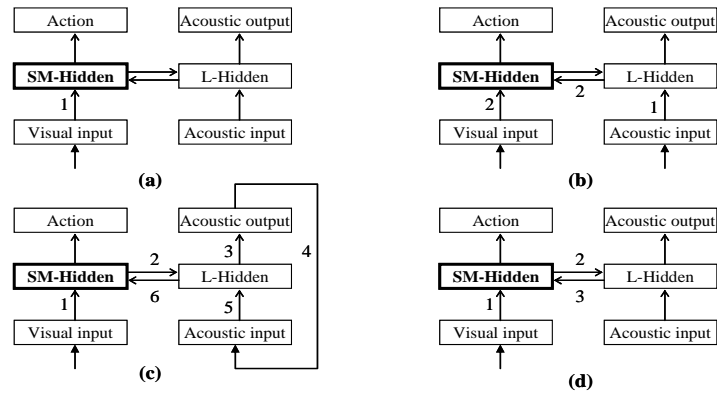 Action Acoustic output Action Acoustic output
SM-Hidden L-Hidden SM-Hidden 2 L-Hidden
1 2 1
Visual input Acoustic input Visual input Acoustic input
(a) (b)
Action Acoustic output Action Acoustic output
2 3 4 2
SM-Hidden L-Hidden SM-Hidden L-Hidden
6 3
1 5 1
Visual input Acoustic input Visual input Acoustic input
(c) (d)